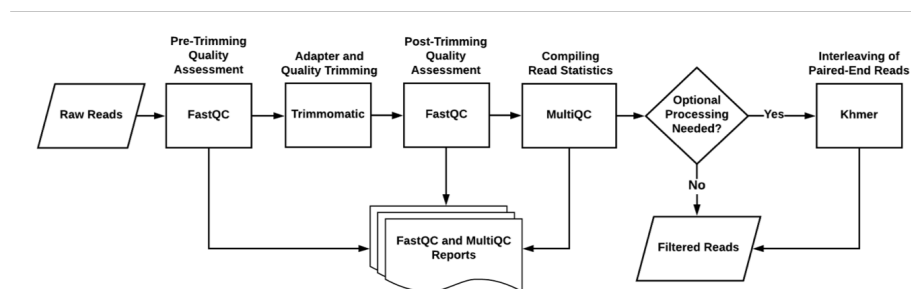 Pre-Trimming
Quality
Assessment
Adapter and
Quality Trimming
Post-Trimming
Quality
Assessment
Compiling
Read Statistics
Interleaving of
Paired-End Reads
Raw Reads
FastQC
Trimmomatic
FastQC
MultiQC
Optional
Processing
Needed?
Yes
Khmer
No
FastQC and MultiQC
Reports
Filtered Reads